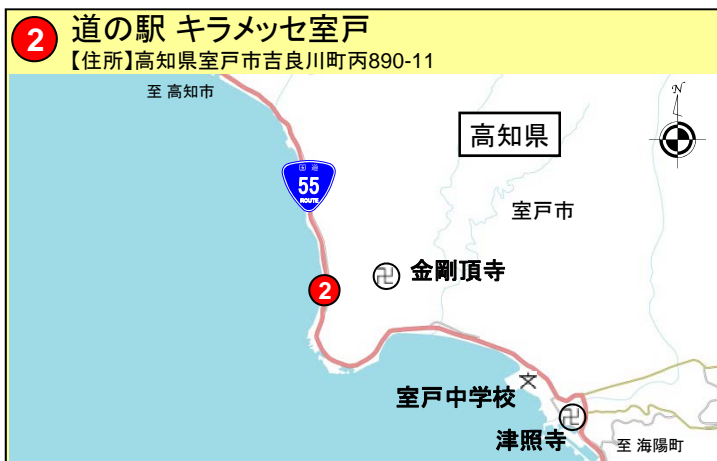 2 道の駅 キラメッセ室戸
【住所】高知県室戸市吉良川町丙890-11
至 高知市
N
高知県
国道
55
ROUTE
室戸市
金剛頂寺
2
室戸中学校
津照寺
至 海陽町